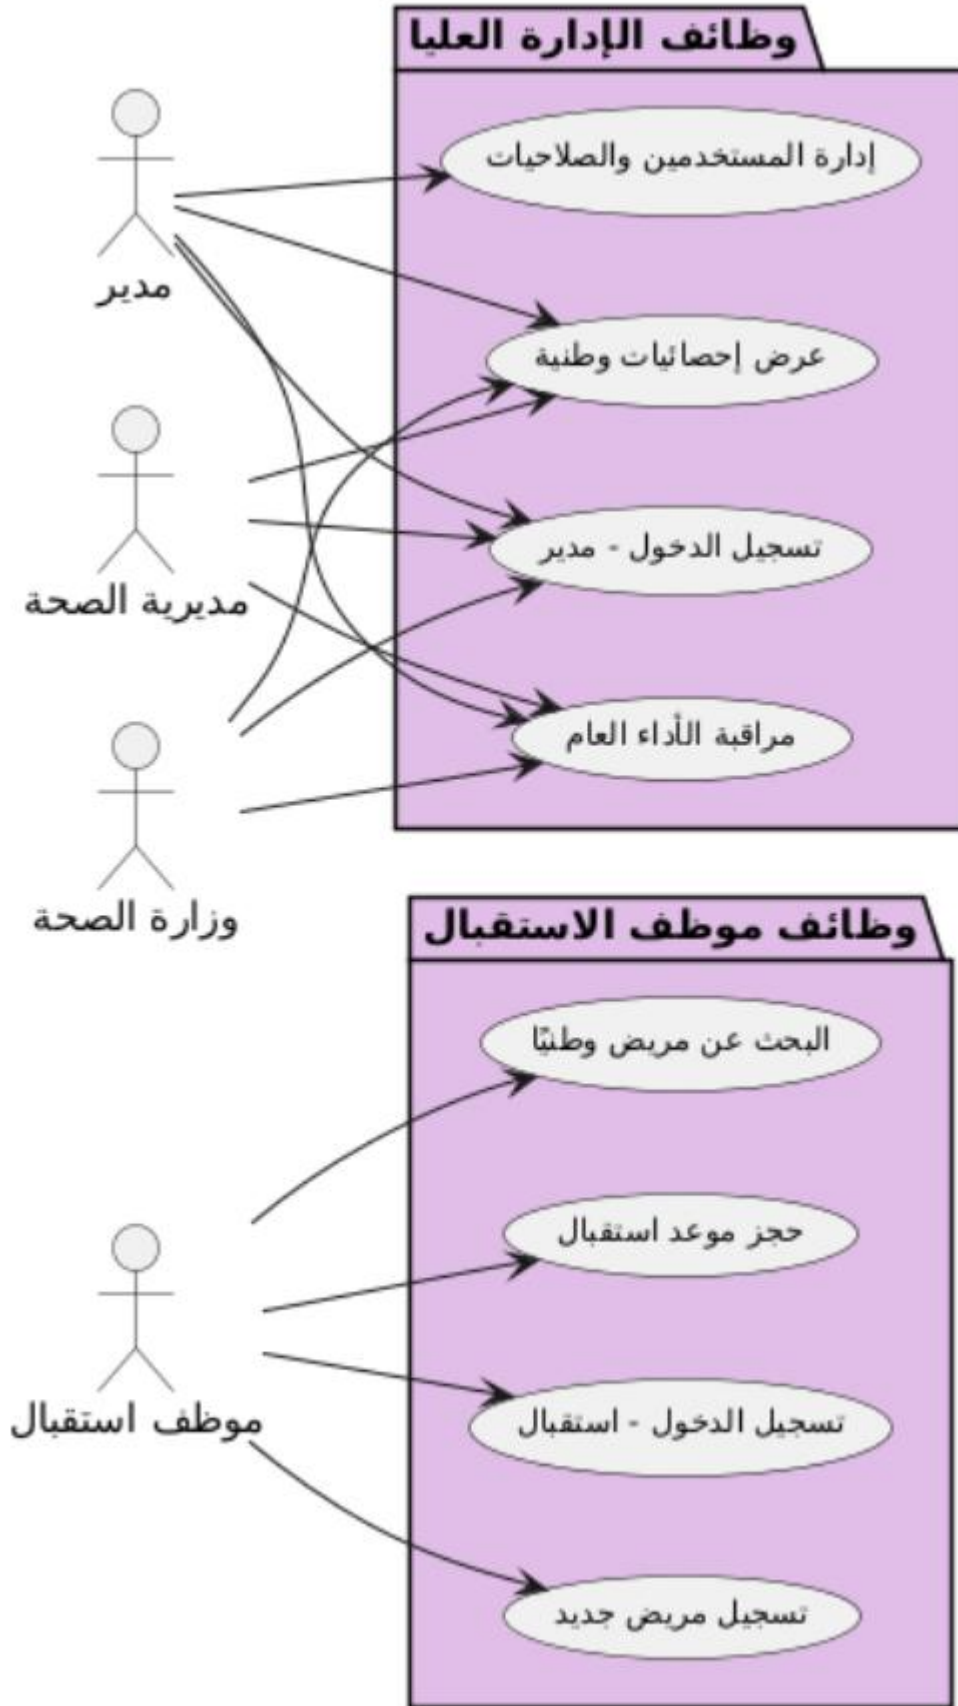 وظائف الإدارة العليا
إدارة المستخدمين والصلاحيات
مدير
عرض إحصائيات وطنية
تسجيل الدخول - مدير
مديرية الصحة
مراقبة الأداء العام
وزارة الصحة
وظائف موظف الاستقبال
البحث عن مريض وطنيًا
حجز موعد استقبال
موظف استقبال
تسجيل الدخول - استقبال
تسجيل مريض جديد